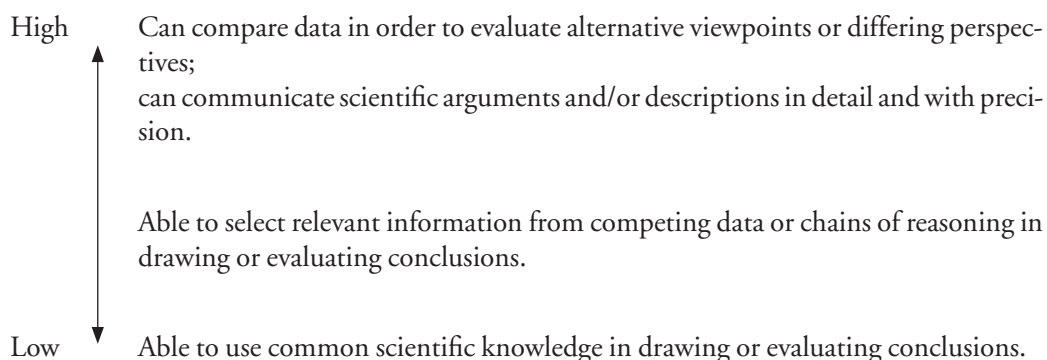 High Can compare data in order to evaluate alternative viewpoints or differing perspec-
tives;
can communicate scientific arguments and/or descriptions in detail and with preci-
sion.
Able to select relevant information from competing data or chains of reasoning in
drawing or evaluating conclusions.
Low Able to use common scientific knowledge in drawing or evaluating conclusions.